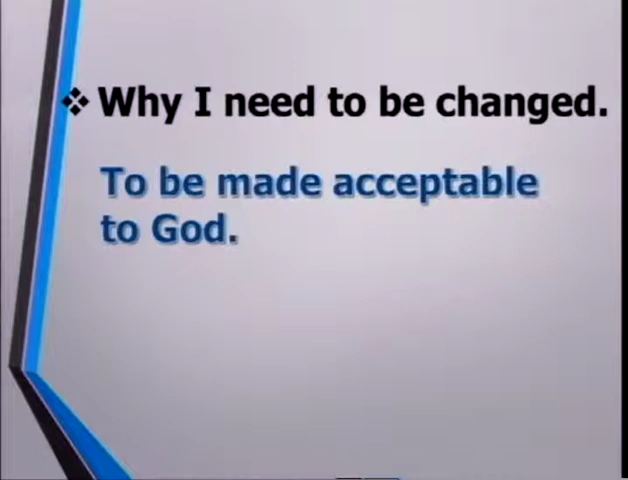 ❖ Why I need to be changed.
To be made acceptable
to God.